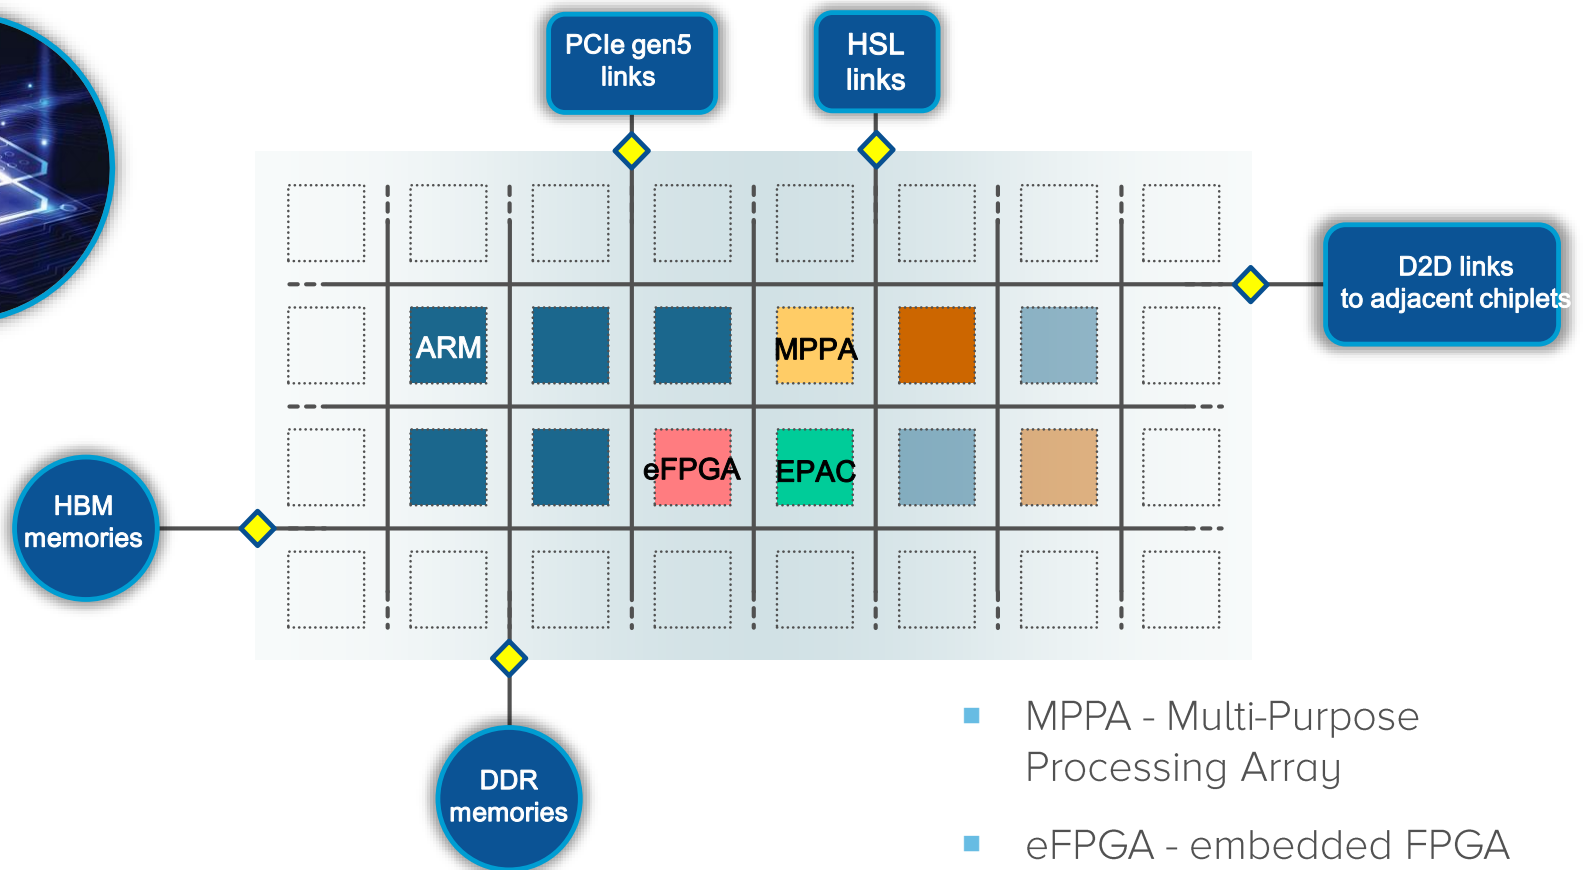 PCIe gen5
links
HSL
links
D2D links
to adjacent chiplets
ARM
MPPA
eFPGA
EPAC
HBM
memories
DDR
memories
▪ MPPA - Multi-Purpose
Processing Array
▪ eFPGA - embedded FPGA